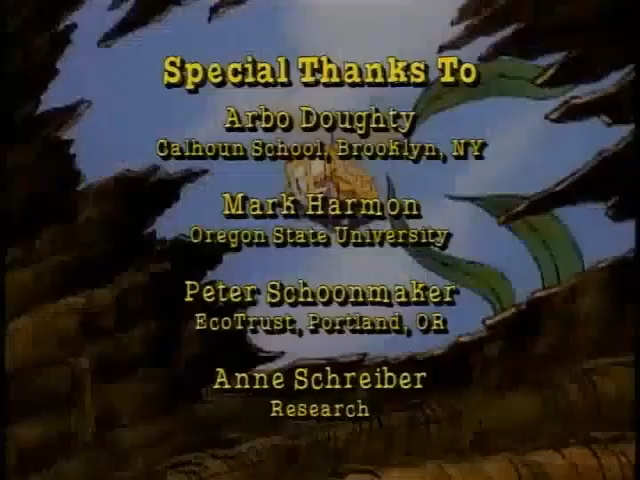 Special Thanks To
Arbo Doughty
Calhoun School, Brooklyn, NY
Mark Harmon
Oregon State University
Peter Schoonmaker
EcoTrust, Portland, OR
Anne Schreiber
Research